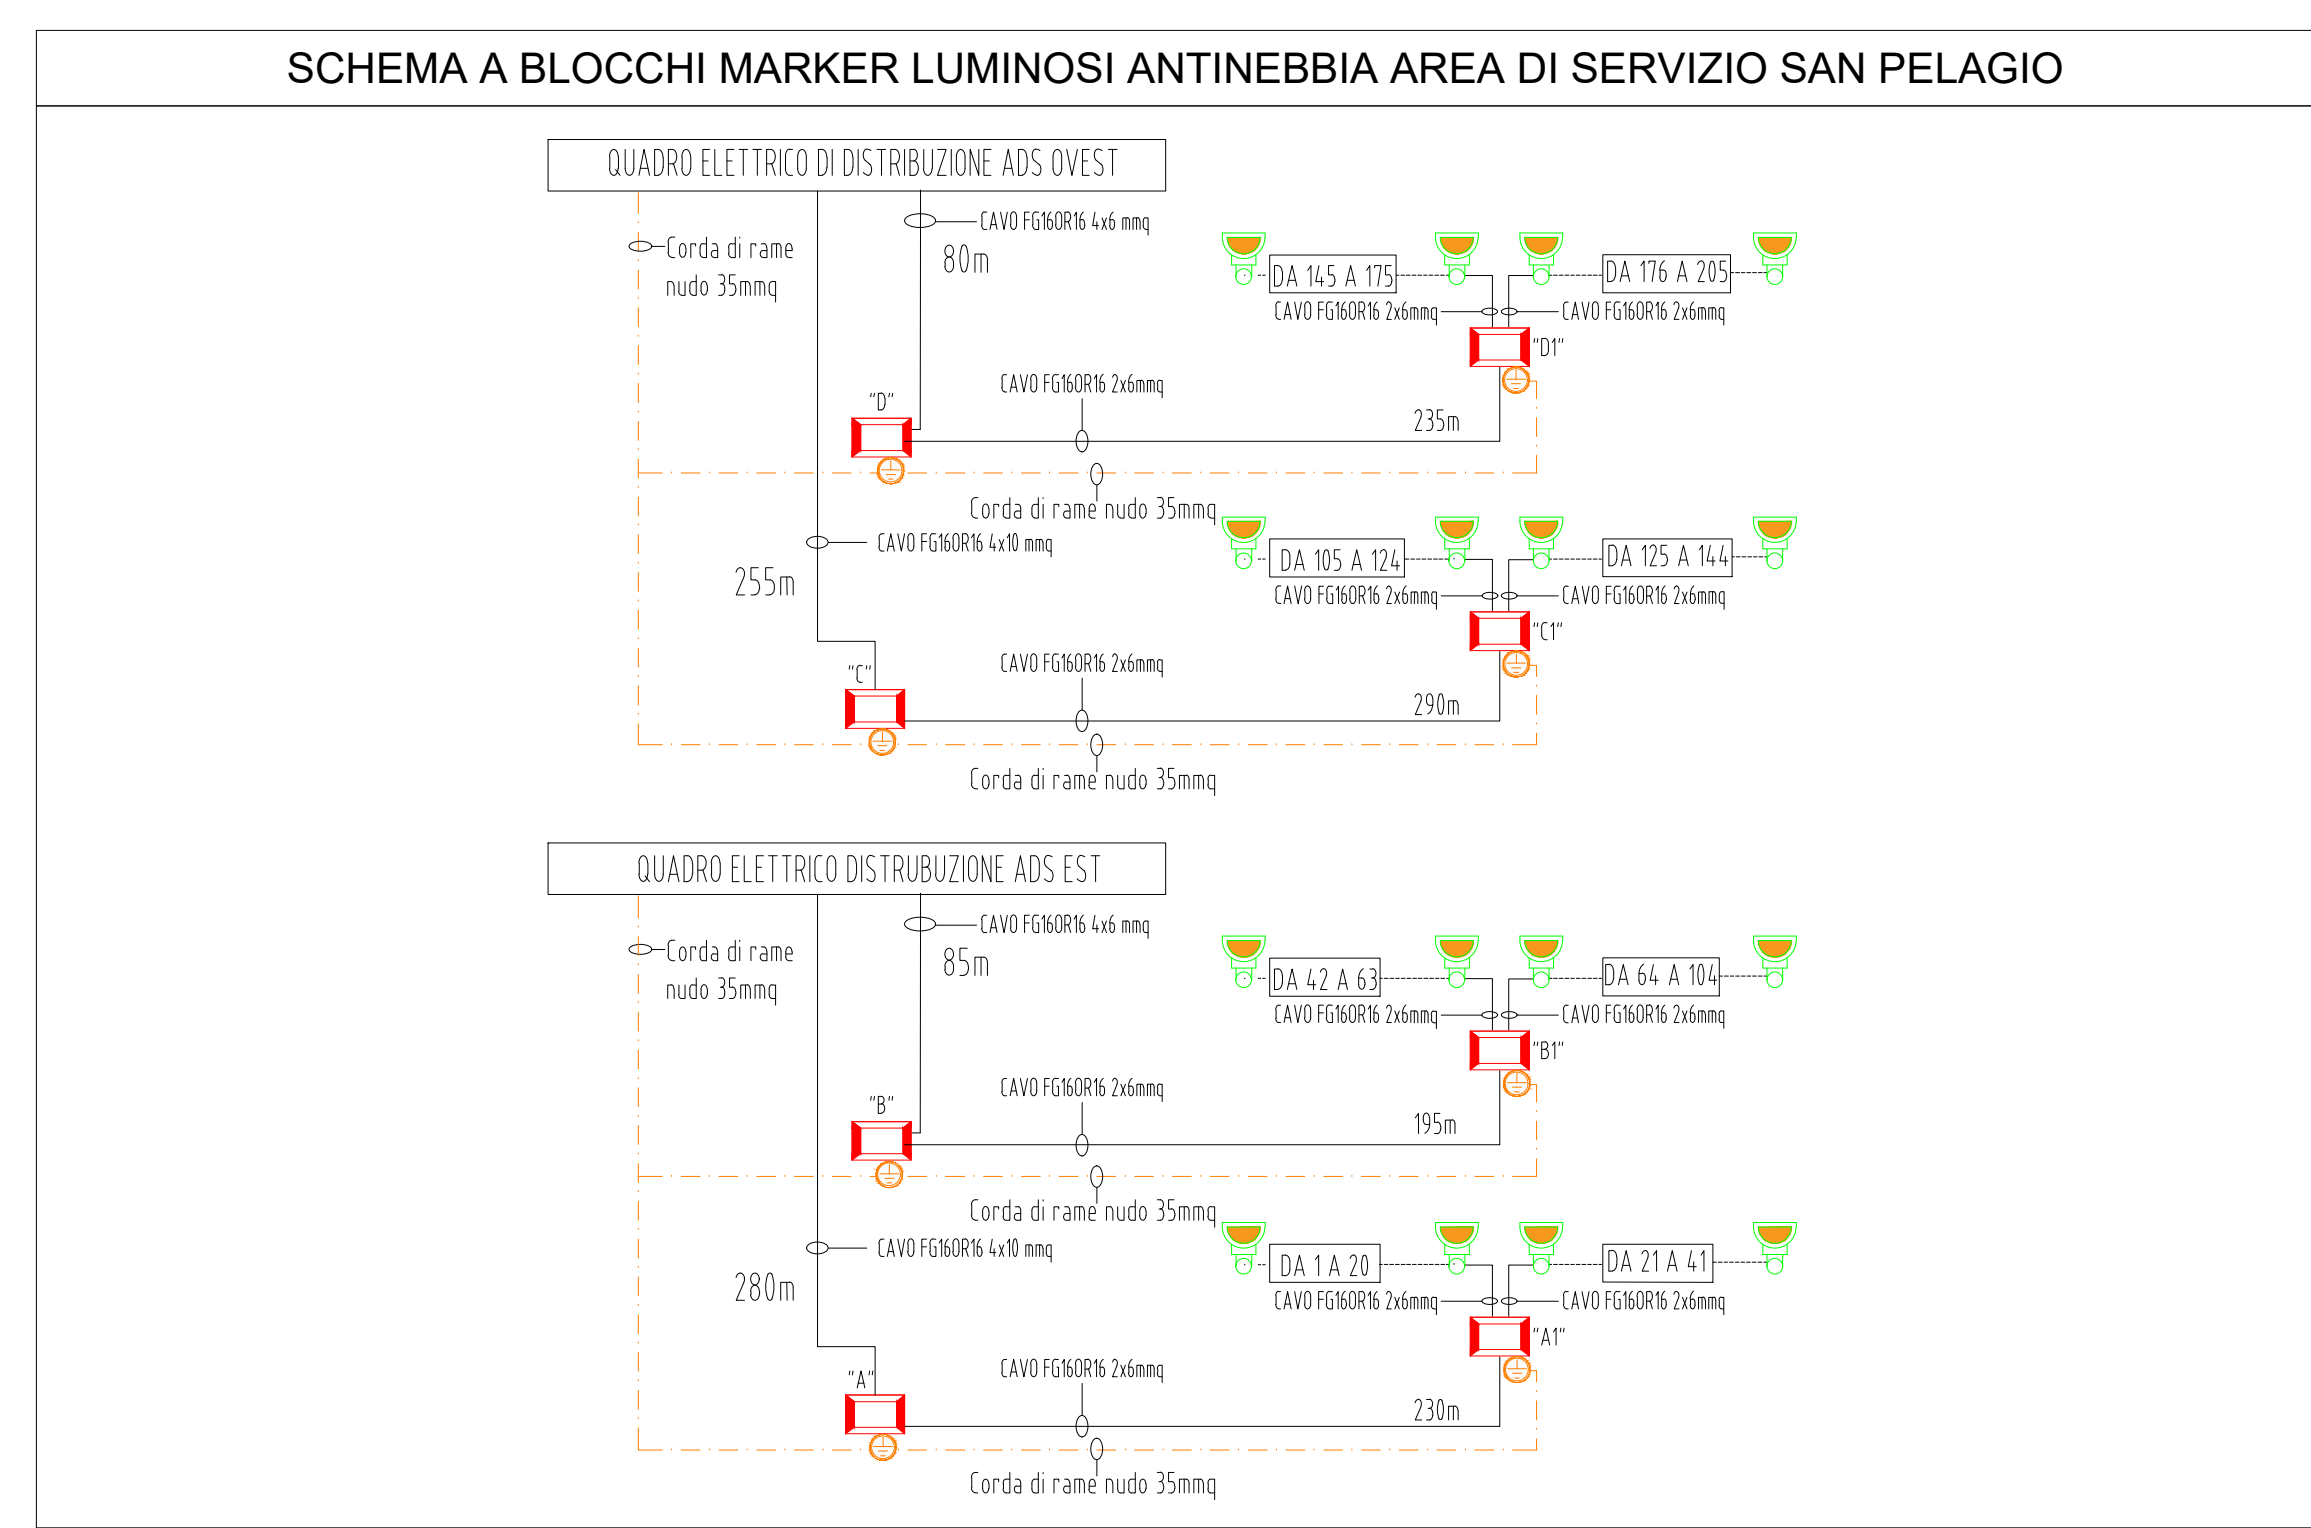 SCHEMA A BLOCCHI MARKER LUMINOSI ANTINEBBIA AREA DI SERVIZIO SAN PELAGIO
QUADRO ELETTRICO DI DISTRIBUZIONE ADS OVEST
CAVO FG16OR16 4x6 mmq
80m
Corda di rame
nudo 35mmq
DA 145 A 175
DA 176 A 205
CAVO FG16OR16 2x6mmq
CAVO FG16OR16 2x6mmq
"D1"
CAVO FG16OR16 2x6mmq
"D"
235m
Corda di rame nudo 35mmq
CAVO FG16OR16 4x10 mmq
255m
DA 105 A 124
DA 125 A 144
CAVO FG16OR16 2x6mmq
CAVO FG16OR16 2x6mmq
"C1"
CAVO FG16OR16 2x6mmq
"C"
290m
Corda di rame nudo 35mmq
QUADRO ELETTRICO DISTRUBUZIONE ADS EST
CAVO FG16OR16 4x6 mmq
85m
Corda di rame
nudo 35mmq
DA 42 A 63
DA 64 A 104
CAVO FG16OR16 2x6mmq
CAVO FG16OR16 2x6mmq
"B1"
CAVO FG16OR16 2x6mmq
"B"
195m
Corda di rame nudo 35mmq
CAVO FG16OR16 4x10 mmq
280m
DA 1 A 20
DA 21 A 41
CAVO FG16OR16 2x6mmq
CAVO FG16OR16 2x6mmq
"A1"
CAVO FG16OR16 2x6mmq
"A"
230m
Corda di rame nudo 35mmq